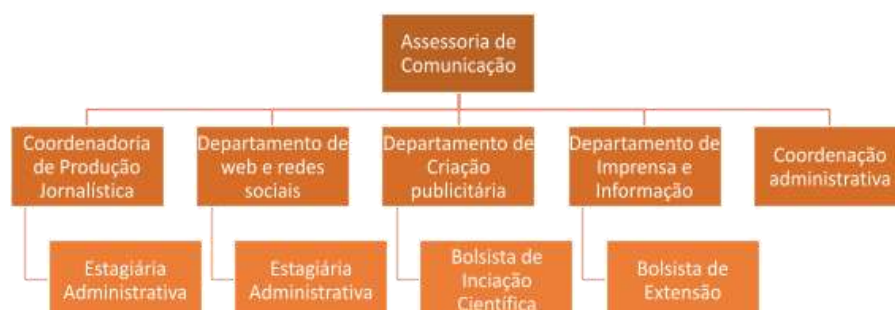 Assessoria de
Comunicação
Coordenadoria
de Produção
Jornalística
Departamento de
web e redes
sociais
Departamento de
Criação
publicitária
Departamento de
Imprensa e
Informação
Coordenação
administrativa
Estagiária
Administrativa
Estagiária
Administrativa
Bolsista de
Inciação
Científica
Bolsista de
Extensão